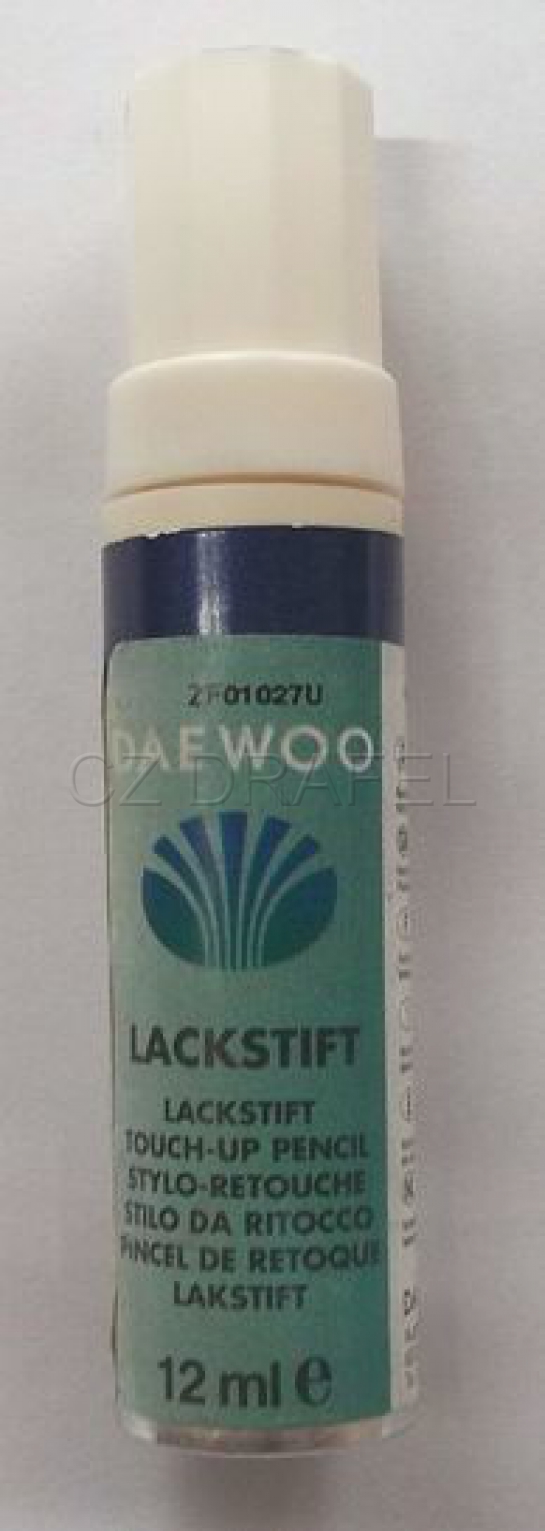 2F01027U
DAEWOO
CZ DRAFEL
LACKSTIFT
LACKSTIFT
TOUCH-UP PENCIL
STYLO-RETOUCHE
STILO DA RITOCCO
PINCEL DE RETOQUE
LAKSTIFT
12 ml e